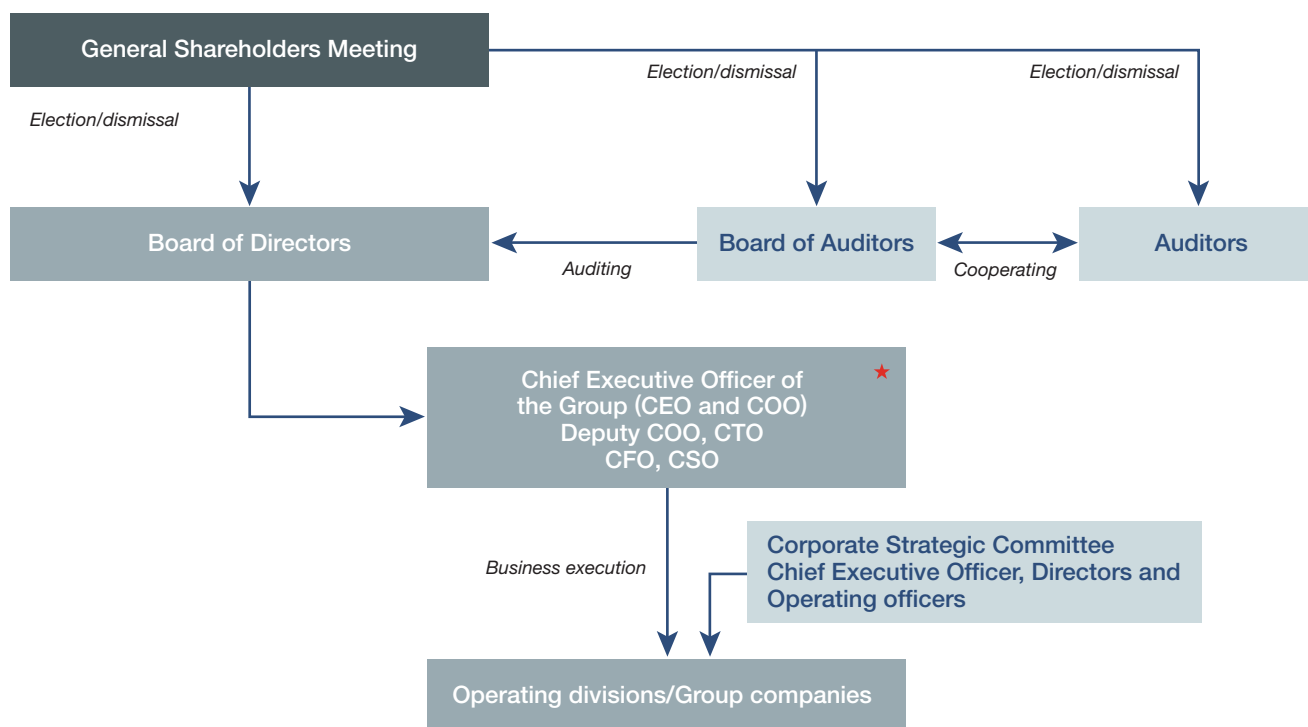 General Shareholders Meeting
Election/dismissal
Election/dismissal
Election/dismissal
Board of Directors
Auditing
Board of Auditors
Cooperating
Auditors
Chief Executive Officer of
the Group (CEO and COO)
Deputy COO, CTO
CFO, CSO
Business execution
Corporate Strategic Committee
Chief Executive Officer, Directors and
Operating officers
Operating divisions/Group companies